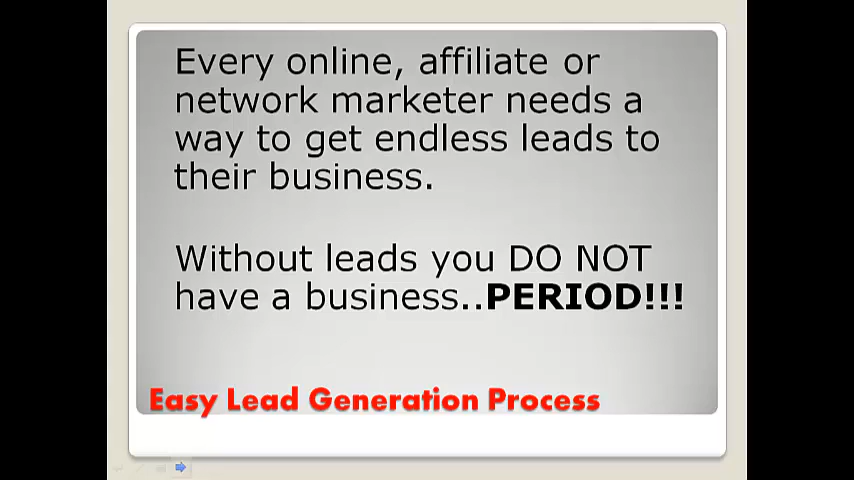 Every online, affiliate or
network marketer needs a
way to get endless leads to
their business.
Without leads you DO NOT
have a business..PERIOD!!!
Easy Lead Generation Process